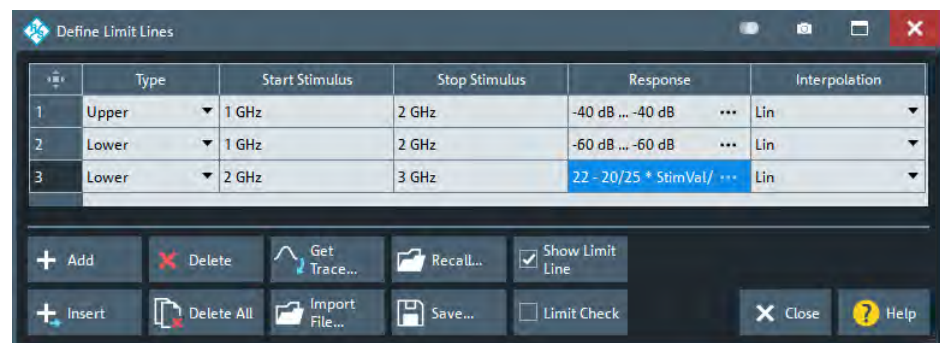 Define Limit Lines
Type Start Stimulus Stop Stimulus Response Interpolation
1 Upper 1 GHz 2 GHz -40 dB ... -40 dB ... Lin
2 Lower 1 GHz 2 GHz -60 dB ... -60 dB ... Lin
3 Lower 2 GHz 3 GHz 22 - 20/25 * StimVal/ ... Lin
Add Delete Get Trace... Recall... Show Limit Line
Insert Delete All Import File... Save... Limit Check Close ? Help